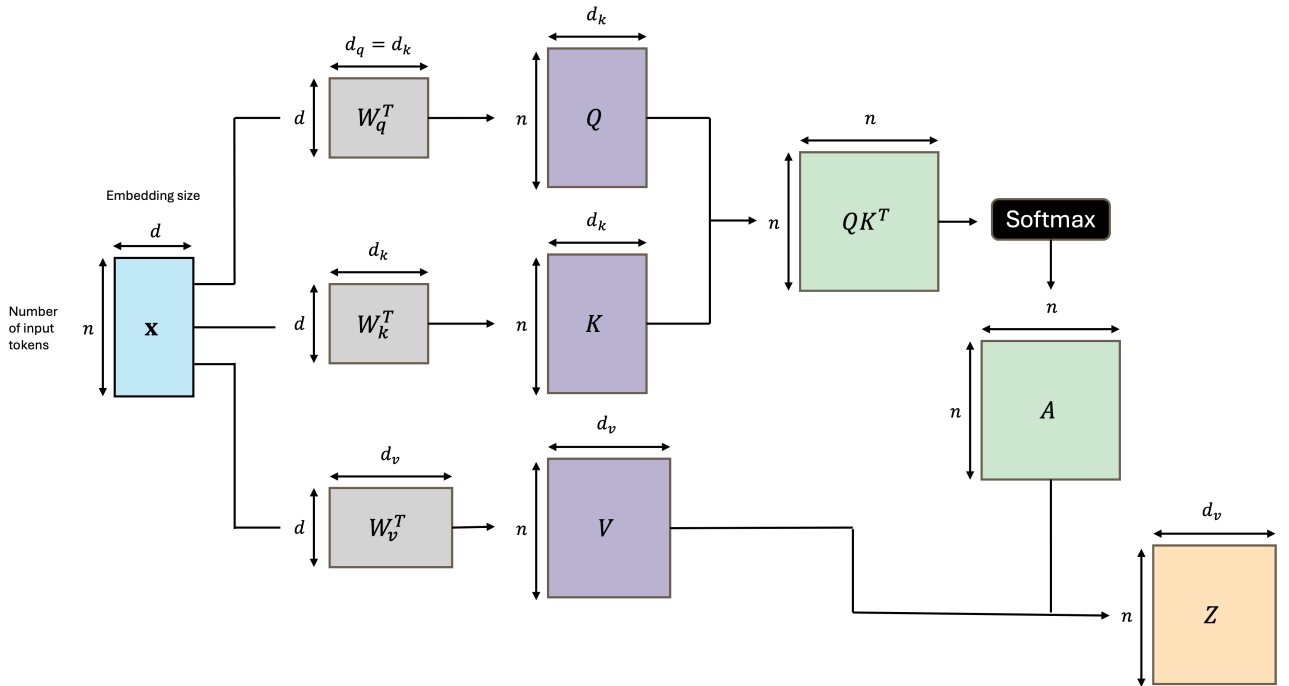 Embedding size
d
Number
of input
tokens
n
x
d_q = d_k
d
W_q^T
d_k
n
Q
d_k
d
W_k^T
d_k
n
K
d_v
d
W_v^T
d_v
n
V
n
n
QK^T
Softmax
n
n
A
d_v
n
Z